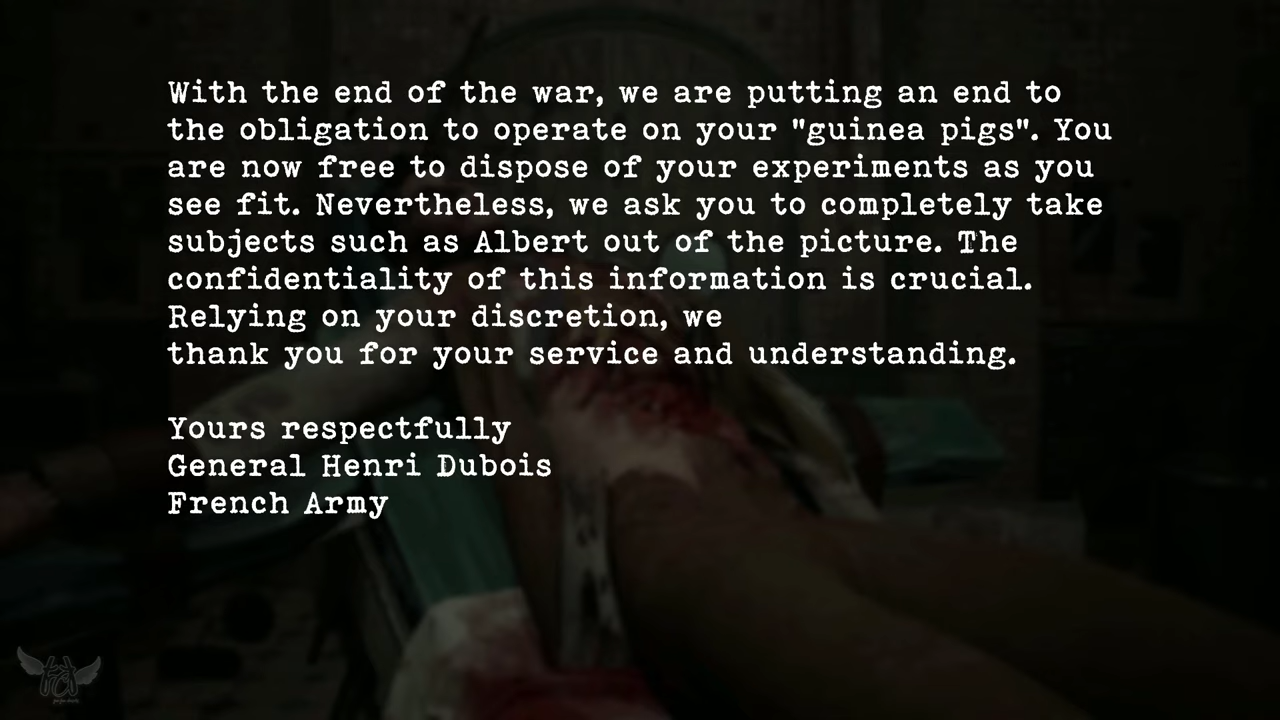 With the end of the war, we are putting an end to
the obligation to operate on your "guinea pigs". You
are now free to dispose of your experiments as you
see fit. Nevertheless, we ask you to completely take
subjects such as Albert out of the picture. The
confidentiality of this information is crucial.
Relying on your discretion, we
thank you for your service and understanding.
Yours respectfully
General Henri Dubois
French Army